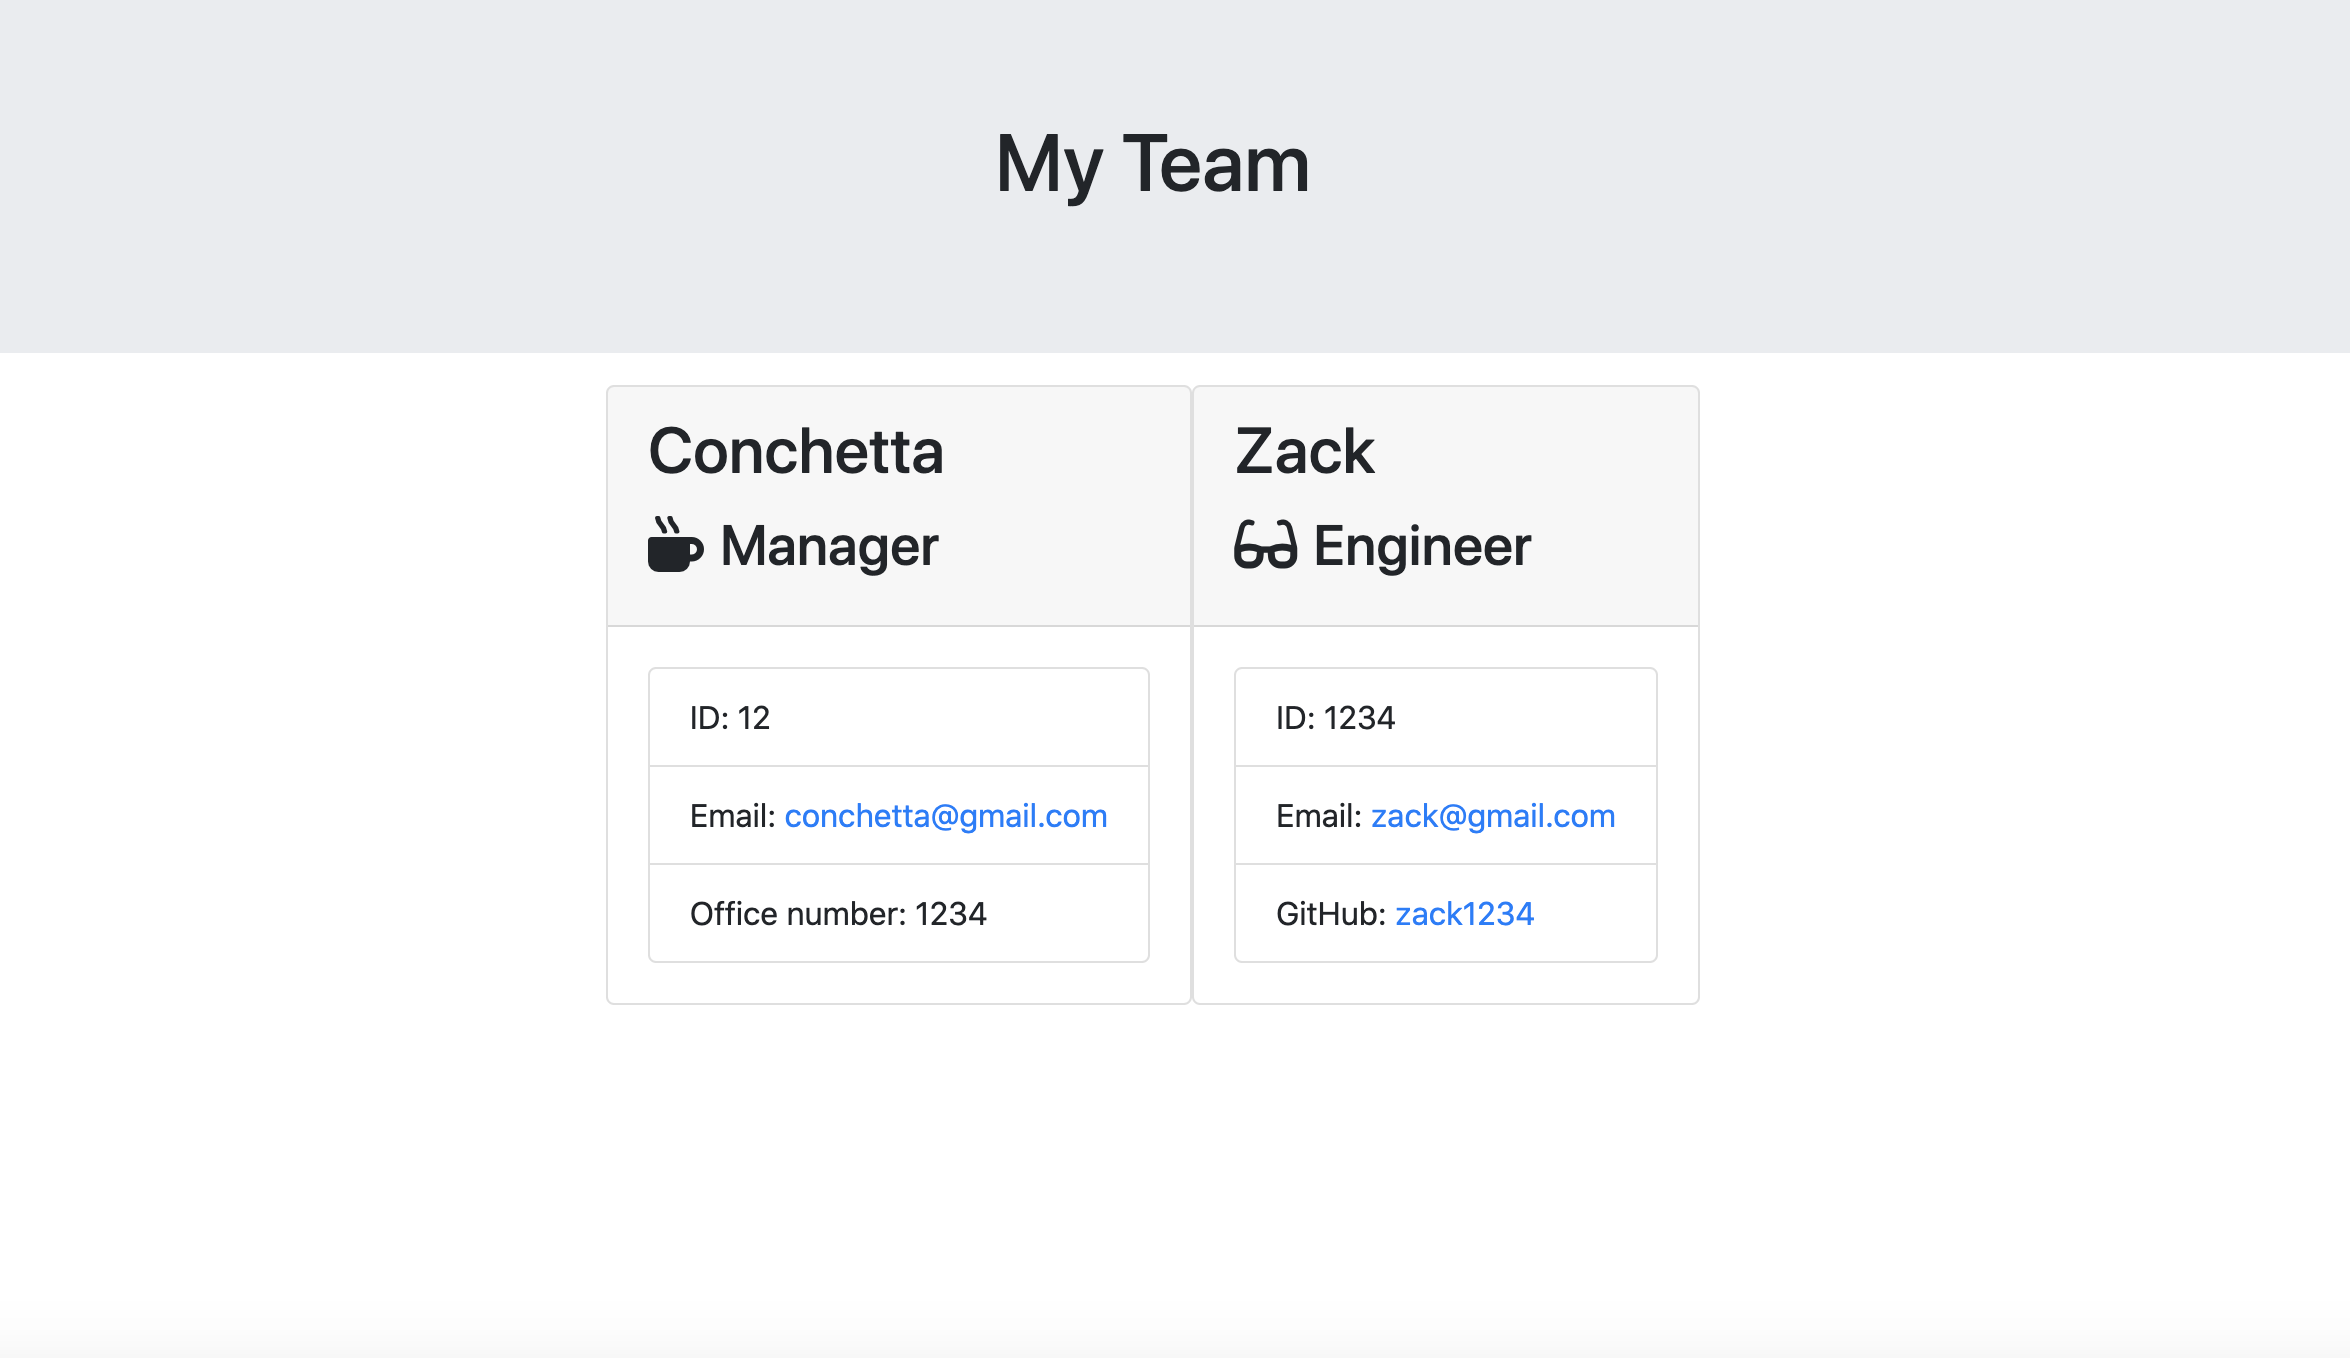 My Team
Conchetta
Manager
ID: 12
Email: conchetta@gmail.com
Office number: 1234
Zack
Engineer
ID: 1234
Email: zack@gmail.com
GitHub: zack1234